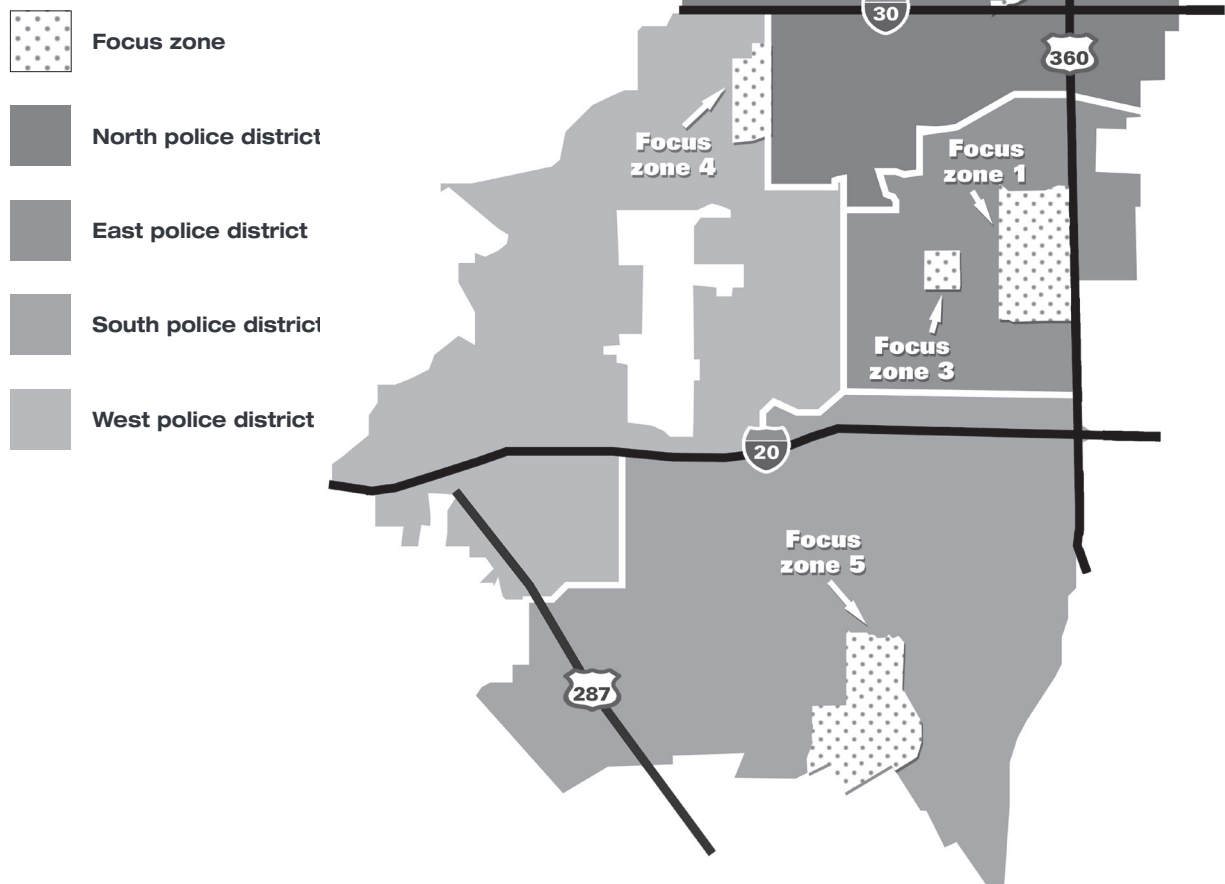 Focus zone
North police district
East police district
South police district
West police district
30
360
Focus
zone 4
Focus
zone 1
Focus
zone 3
20
Focus
zone 5
287